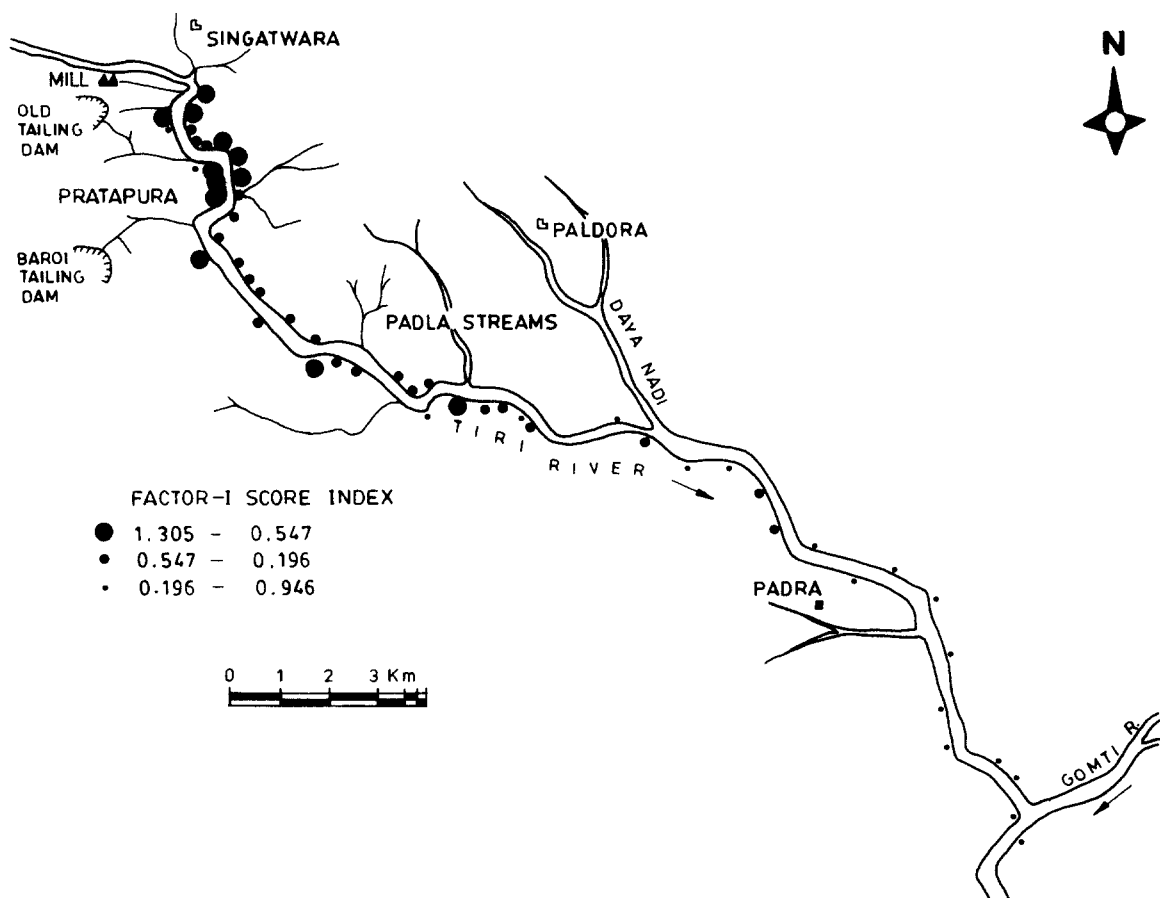 SINGATWARA
N
MILL
OLD
TAILING
DAM
PRATAPURA
BAROI
TAILING
DAM
PALDORA
PADLA STREAMS
DAYA NADI
TIRI RIVER
FACTOR-I SCORE INDEX
1.305 - 0.547
0.547 - 0.196
0.196 - 0.946
PADRA
0 1 2 3 Km
GOMTI R.